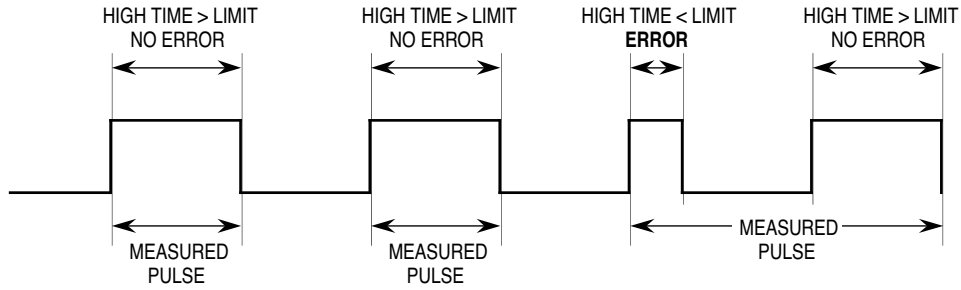 HIGH TIME > LIMIT
NO ERROR
HIGH TIME > LIMIT
NO ERROR
HIGH TIME < LIMIT
ERROR
HIGH TIME > LIMIT
NO ERROR
MEASURED
PULSE
MEASURED
PULSE
MEASURED
PULSE